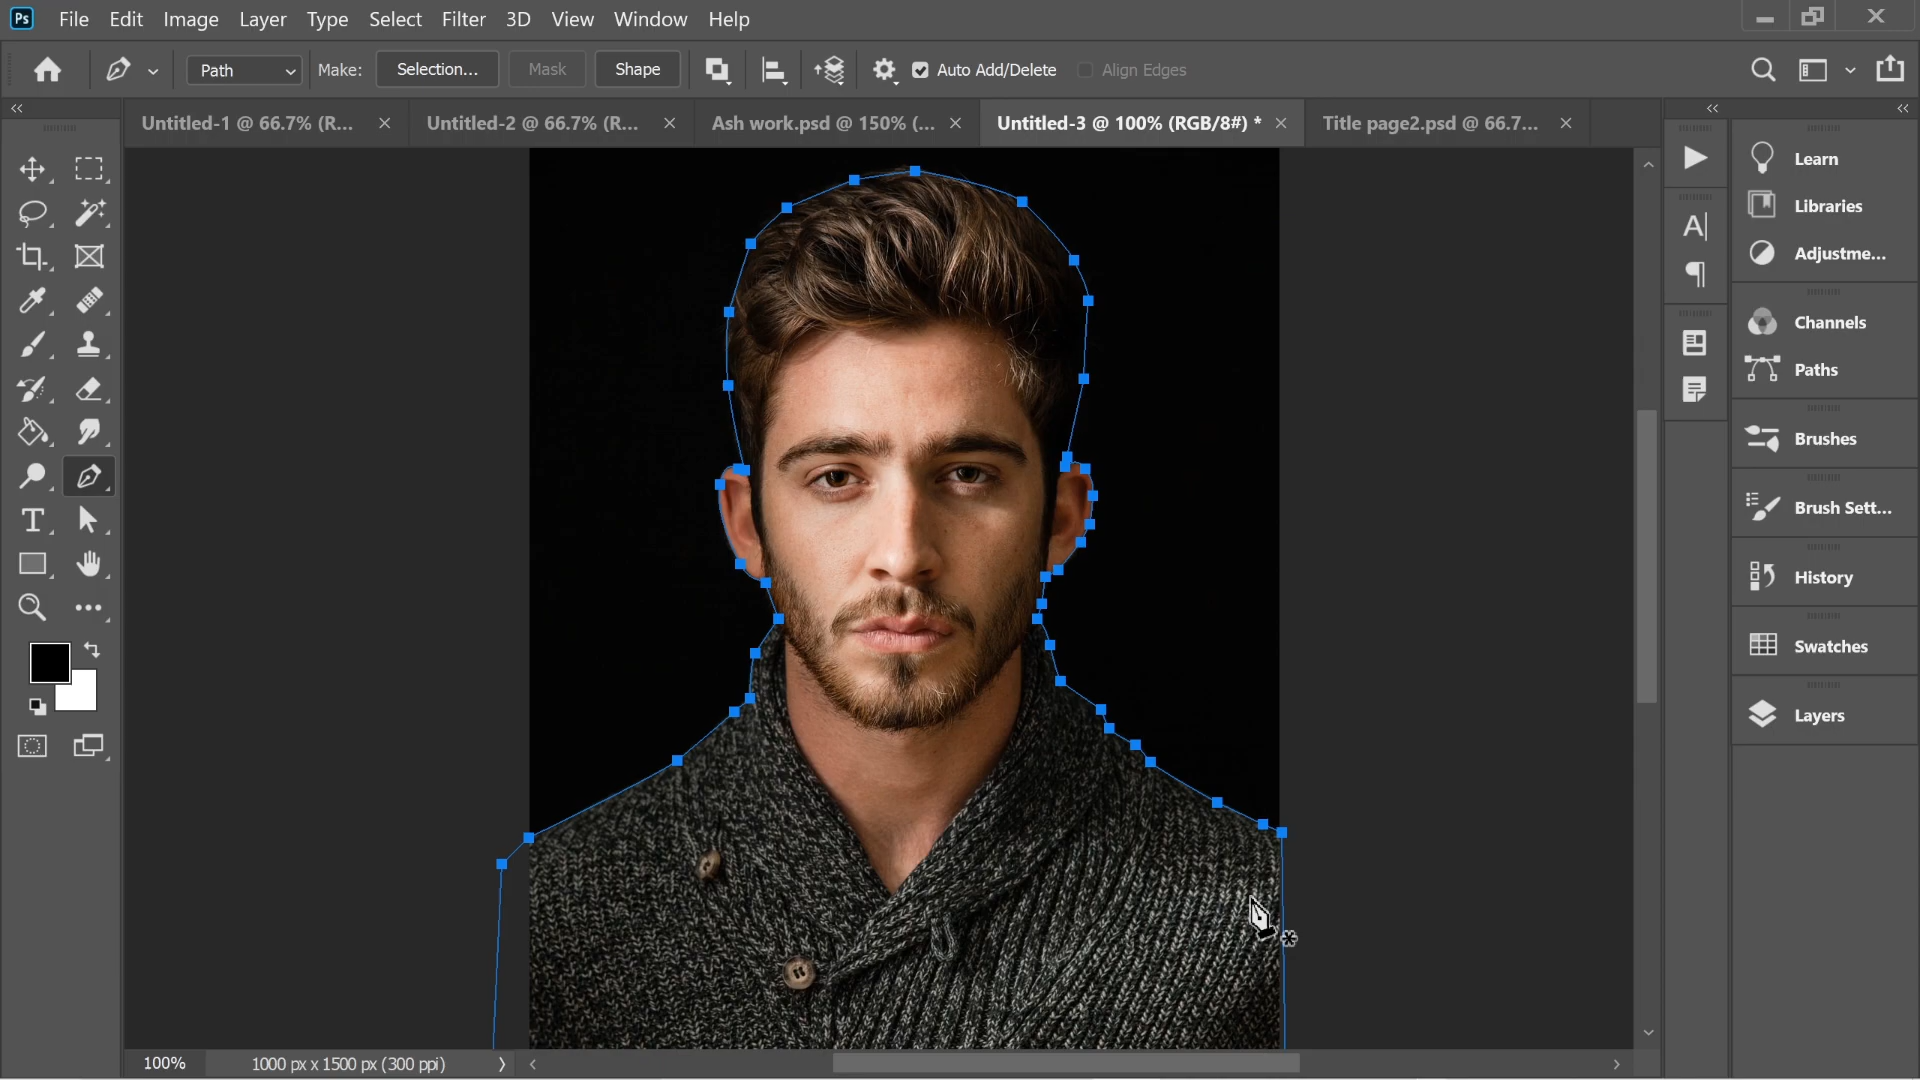 Ps File Edit Image Layer Type Select Filter 3D View Window Help
Path Make: Selection... Mask Shape Auto Add/Delete Align Edges
Untitled-1 @ 66.7% (R... Untitled-2 @ 66.7% (R... Ash work.psd @ 150% (... Untitled-3 @ 100% (RGB/8#) * Title page2.psd @ 66.7...
Learn
Libraries
Adjustme...
Channels
Paths
Brushes
Brush Sett...
History
Swatches
Layers
100% 1000 px x 1500 px (300 ppi)